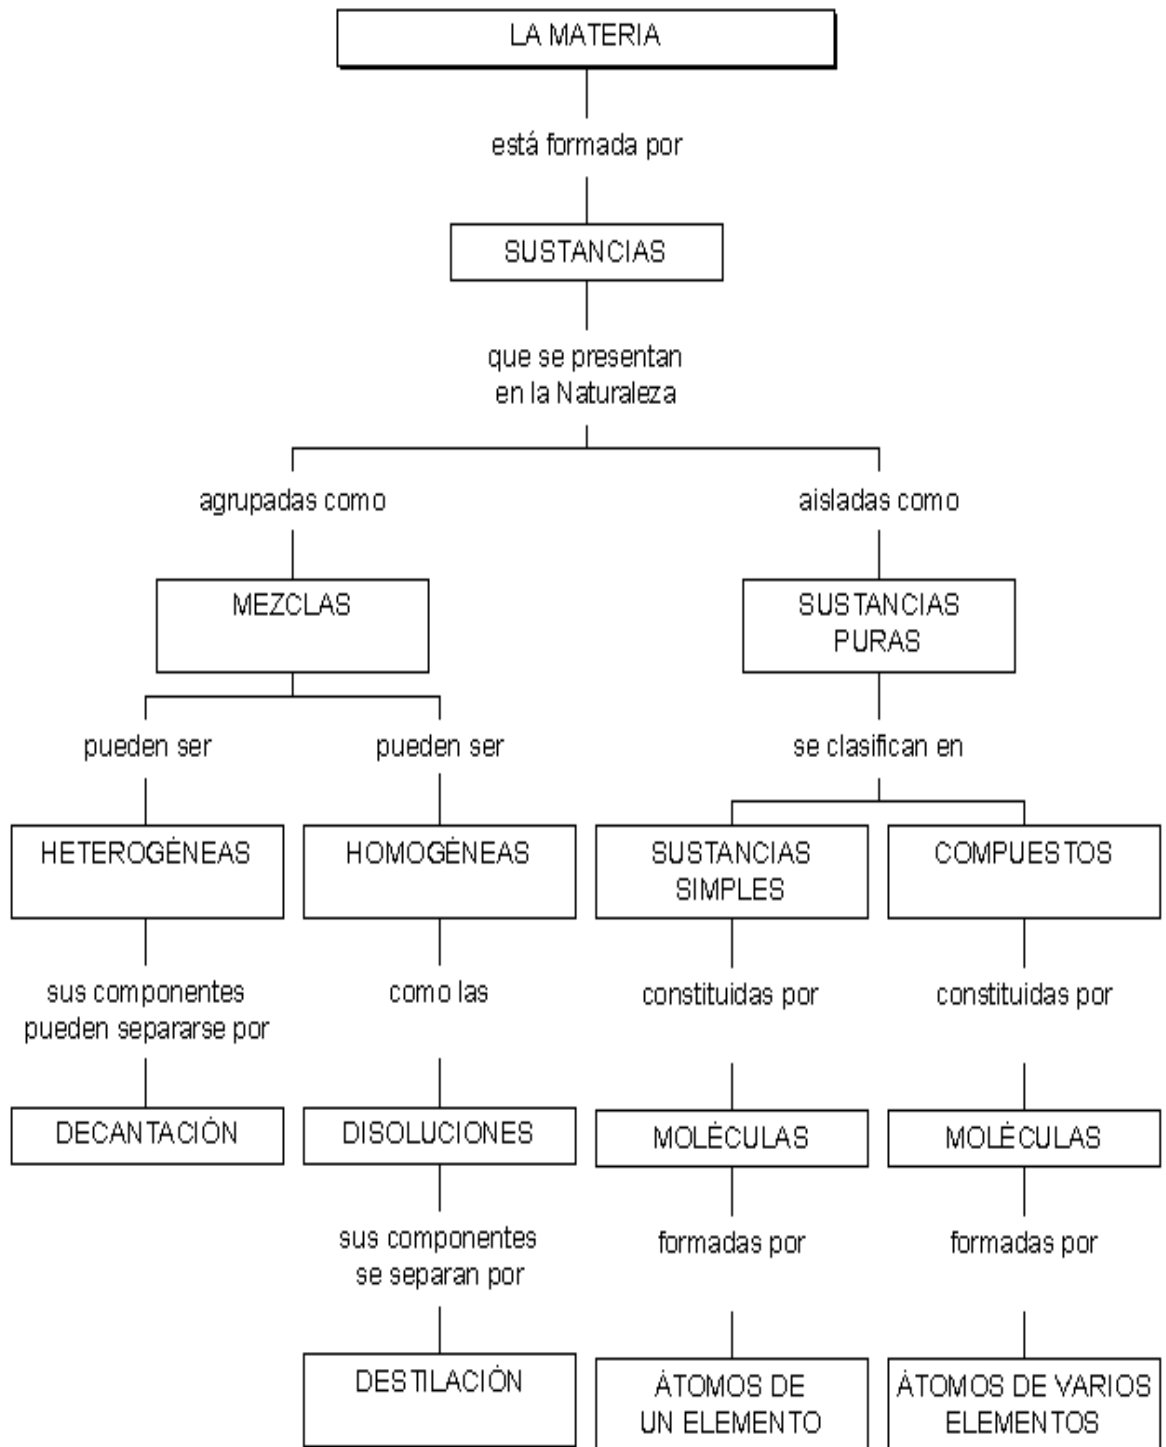 LA MATERIA
está formada por
SUSTANCIAS
que se presentan
en la Naturaleza
agrupadas como
aisladas como
MEZCLAS
SUSTANCIAS
PURAS
pueden ser
pueden ser
se clasifican en
HETEROGÉNEAS
HOMOGÉNEAS
SUSTANCIAS
SIMPLES
COMPUESTOS
sus componentes
pueden separarse por
como las
constituidas por
constituidas por
DECANTACIÓN
DISOLUCIONES
MOLÉCULAS
MOLÉCULAS
sus componentes
se separan por
formadas por
formadas por
DESTILACIÓN
ÁTOMOS DE
UN ELEMENTO
ÁTOMOS DE VARIOS
ELEMENTOS